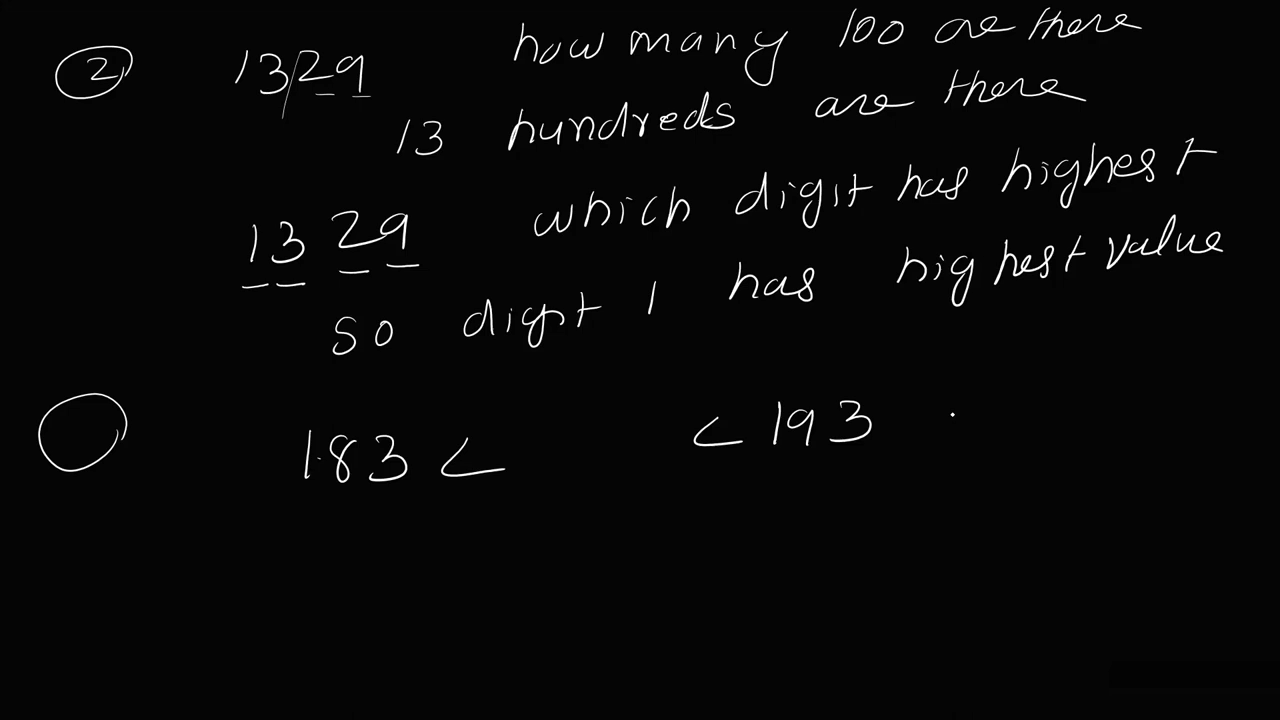 ② 1329 how many 100 are there
13 hundreds are there
1329 which digit has highest
so digit 1 has highest value
183 < < 193